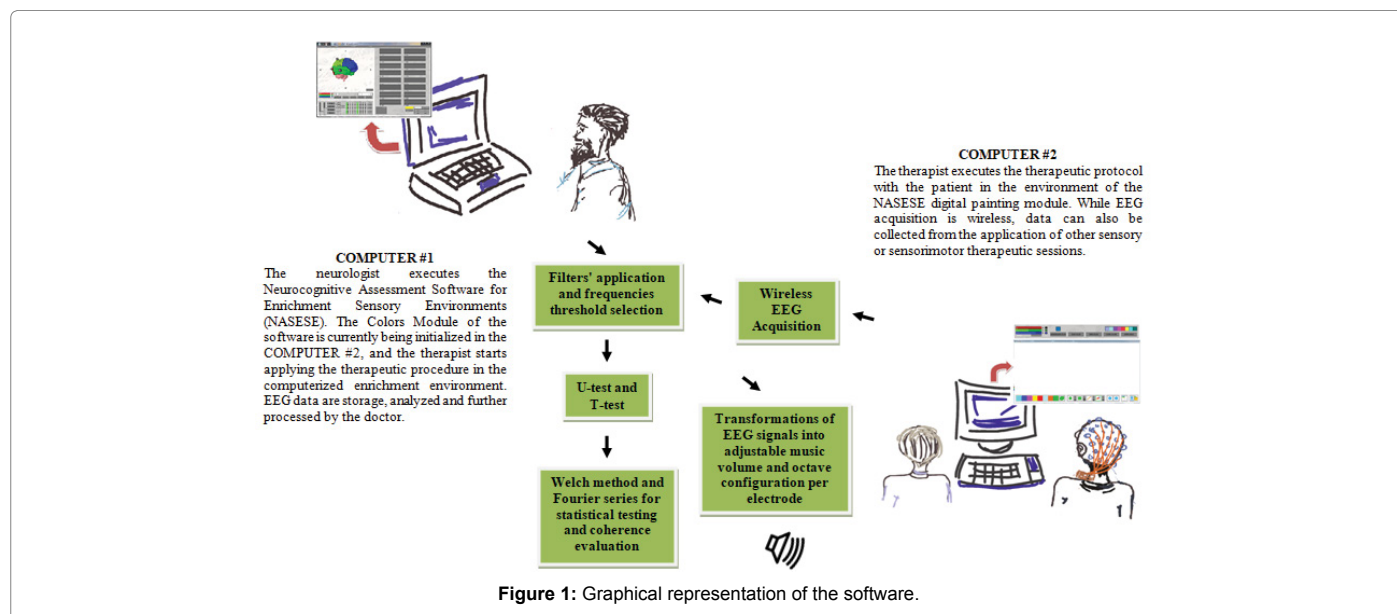 COMPUTER #1
The neurologist executes the
Neurocognitive Assessment Software for
Enrichment Sensory Environments
(NASESE). The Colors Module of the
software is currently being initialized in the
COMPUTER #2, and the therapist starts
applying the therapeutic procedure in the
computerized enrichment environment.
EEG data are storage, analyzed and further
processed by the doctor.
COMPUTER #2
The therapist executes the therapeutic protocol
with the patient in the environment of the
NASESE digital painting module. While EEG
acquisition is wireless, data can also be
collected from the application of other sensory
or sensorimotor therapeutic sessions.
Filters' application
and frequencies
threshold selection
Wireless
EEG
Acquisition
U-test and
T-test
Transformations of
EEG signals into
adjustable music
volume and octave
configuration per
electrode
Welch method and
Fourier series for
statistical testing
and coherence
evaluation
Figure 1: Graphical representation of the software.